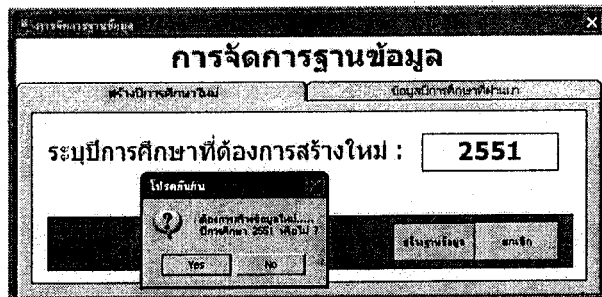 การจัดการฐานข้อมูล
การจัดการฐานข้อมูล
สร้างปีการศึกษาใหม่
ข้อมูลปีการศึกษาที่ผ่านมา
ระบุปีการศึกษาที่ต้องการสร้างใหม่ :
2551
โปรดยืนยัน
ต้องการสร้างข้อมูลใหม่.....
ปีการศึกษา 2551 หรือไม่ ?
Yes
No
สร้างฐานข้อมูล
ยกเลิก